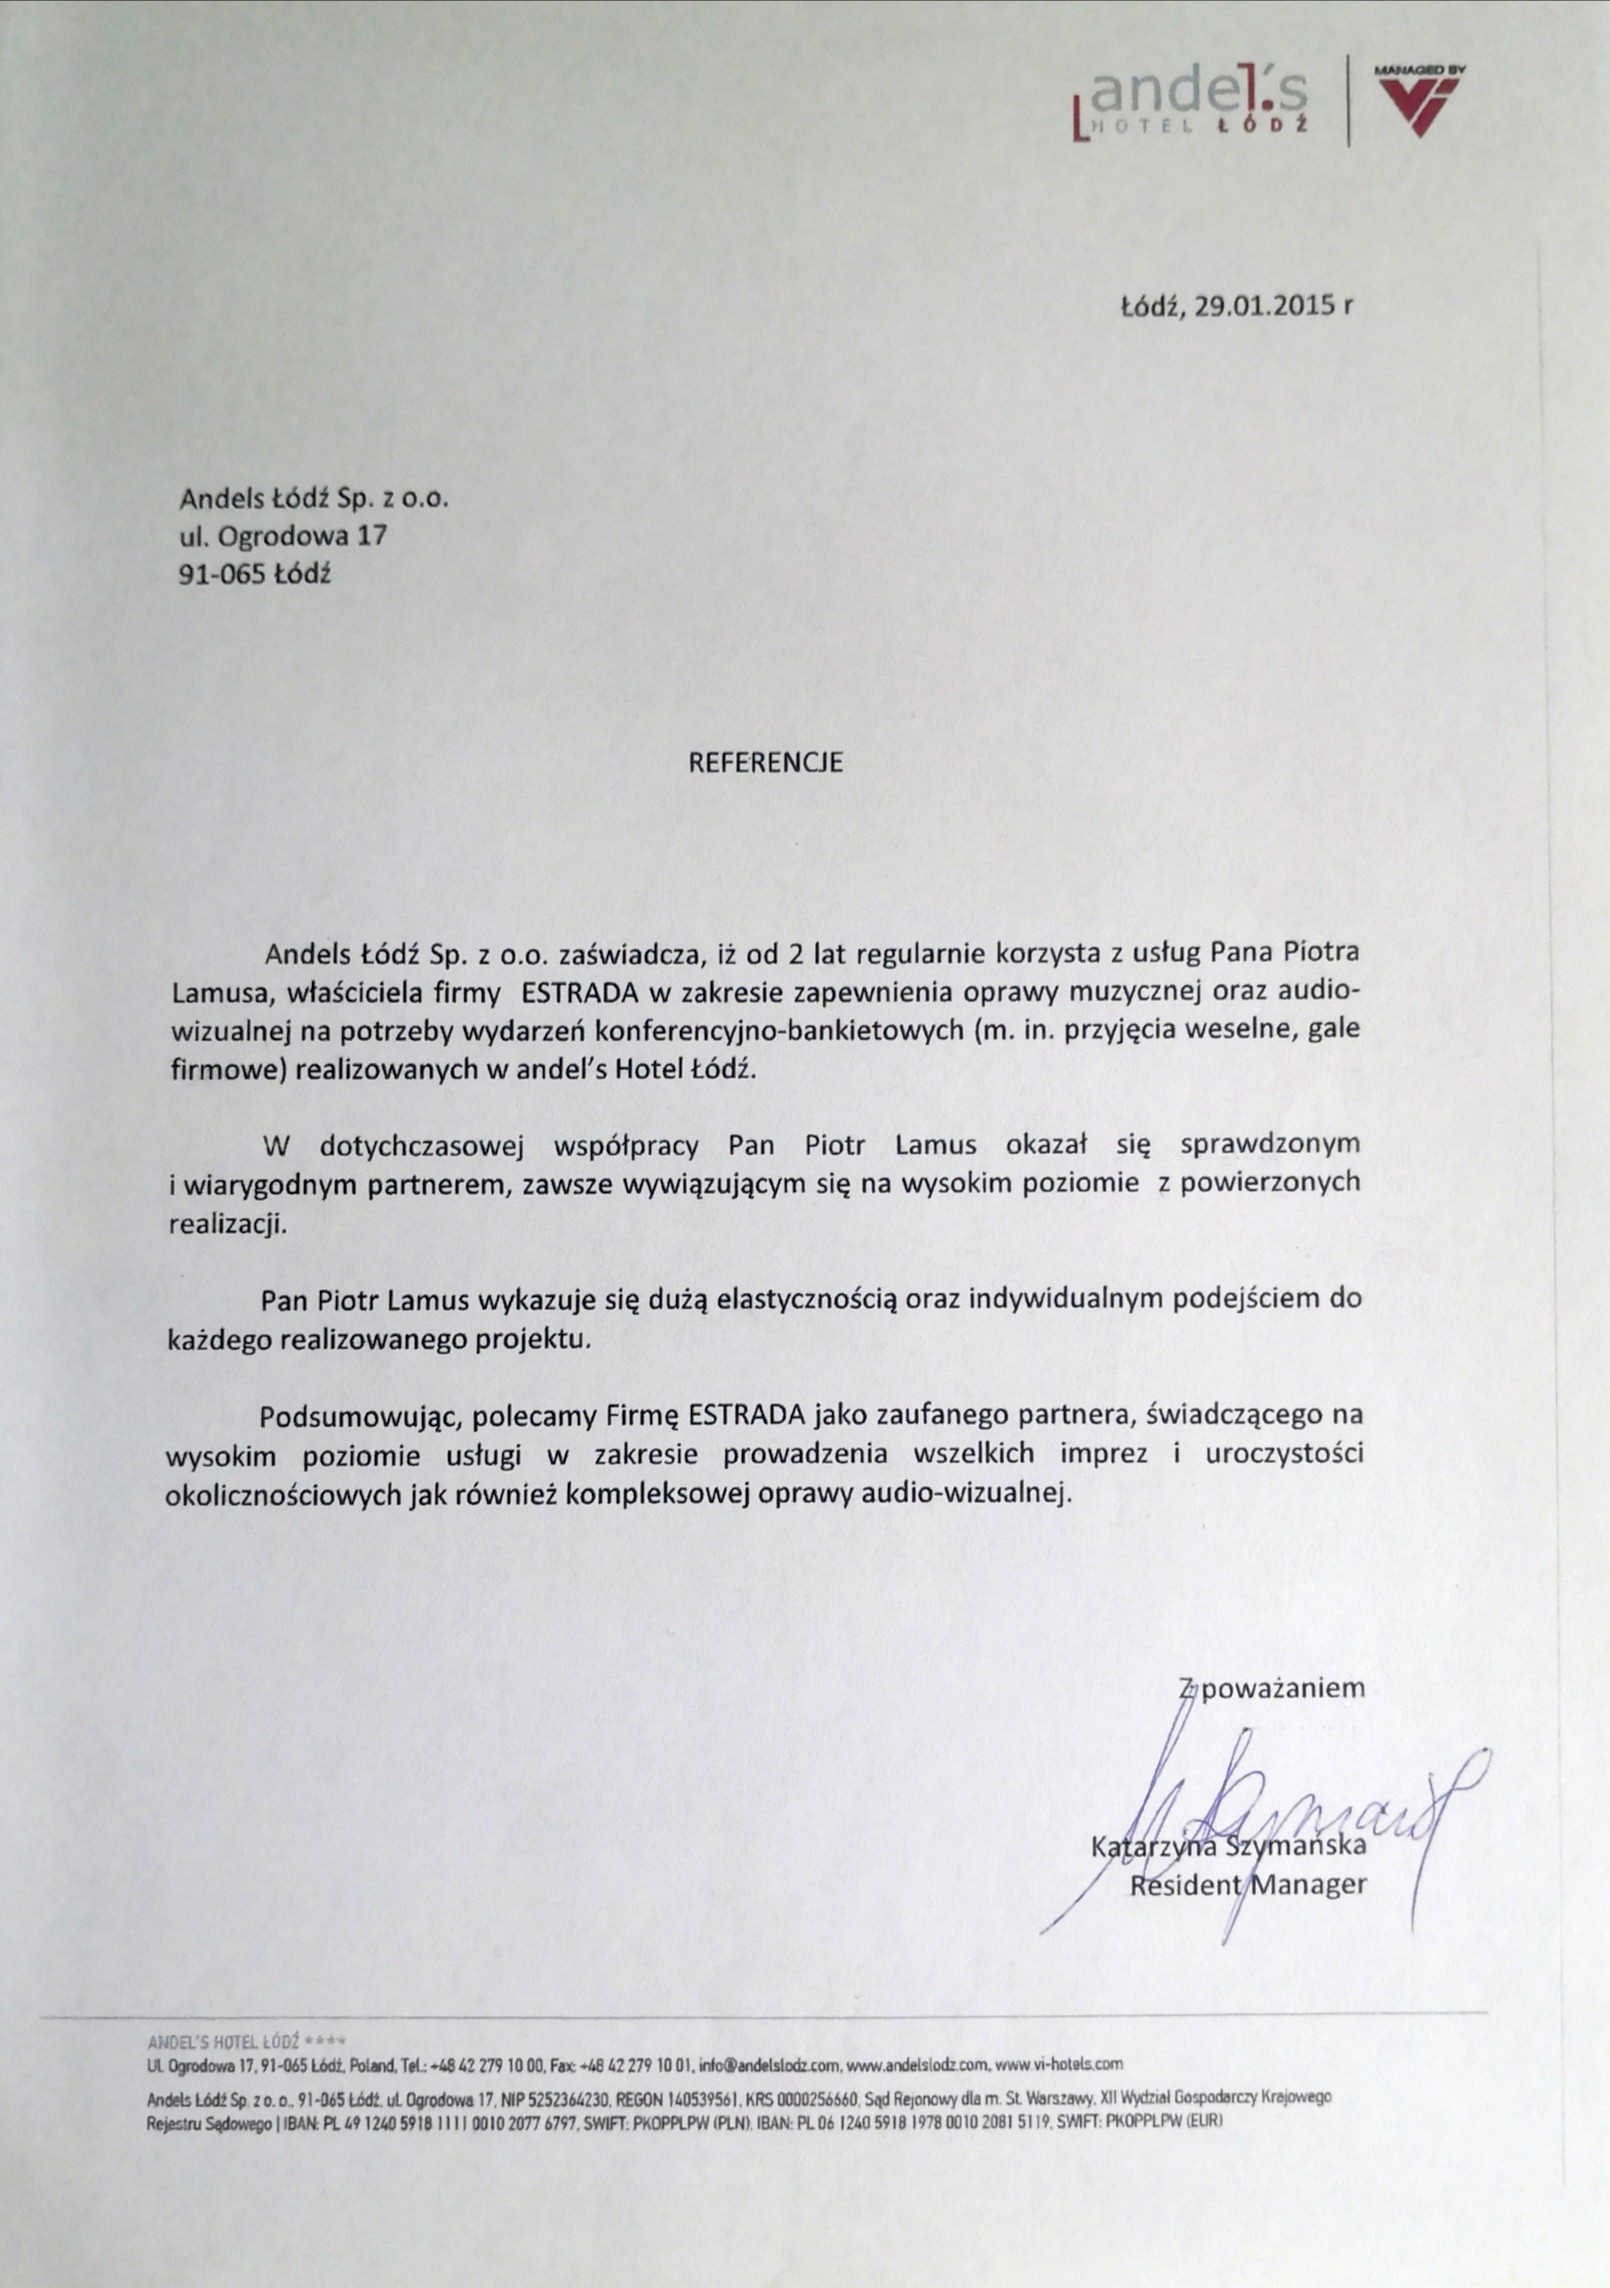 andel's
HOTEL ŁÓDŹ
MANAGED BY
Vi
Łódź, 29.01.2015 r
Andels Łódź Sp. z o.o.
ul. Ogrodowa 17
91-065 Łódź
REFERENCJE
Andels Łódź Sp. z o.o. zaświadcza, iż od 2 lat regularnie korzysta z usług Pana Piotra
Lamusa, właściciela firmy ESTRADA w zakresie zapewnienia oprawy muzycznej oraz audio-
wizualnej na potrzeby wydarzeń konferencyjno-bankietowych (m. in. przyjęcia weselne, gale
firmowe) realizowanych w andel's Hotel Łódź.
W dotychczasowej współpracy Pan Piotr Lamus okazał się sprawdzonym
i wiarygodnym partnerem, zawsze wywiązującym się na wysokim poziomie z powierzonych
realizacji.
Pan Piotr Lamus wykazuje się dużą elastycznością oraz indywidualnym podejściem do
każdego realizowanego projektu.
Podsumowując, polecamy Firmę ESTRADA jako zaufanego partnera, świadczącego na
wysokim poziomie usługi w zakresie prowadzenia wszelkich imprez i uroczystości
okolicznościowych jak również kompleksowej oprawy audio-wizualnej.
Z poważaniem
Katarzyna Szymańska
Resident Manager
ANDEL'S HOTEL ŁÓDŹ ****
Ul. Ogrodowa 17, 91-065 Łódź, Poland, Tel.: +48 42 279 10 00, Fax: +48 42 279 10 01, info@andelslodz.com, www.andelslodz.com, www.vi-hotels.com
Andels Łódź Sp. z o. o., 91-065 Łódź, ul. Ogrodowa 17, NIP 5252364230, REGON 140539561, KRS 0000256660, Sąd Rejonowy dla m. St. Warszawy, XII Wydział Gospodarczy Krajowego
Rejestru Sądowego | IBAN: PL 49 1240 5918 1111 0010 2077 6797, SWIFT: PKOPPLPW (PLN), IBAN: PL 06 1240 5918 1978 0010 2081 5119, SWIFT: PKOPPLPW (EUR)